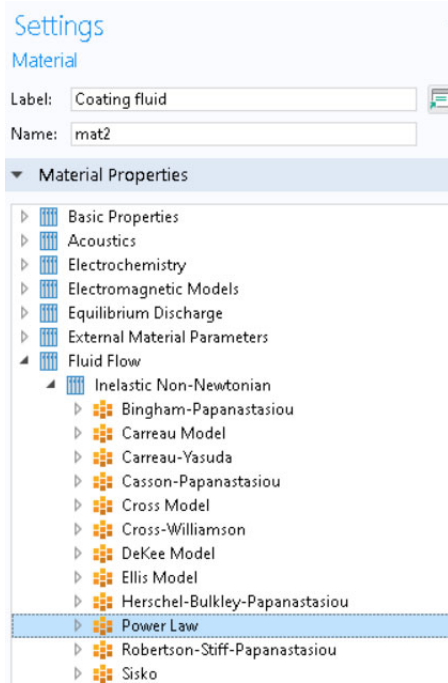 Settings
Material
Label: Coating fluid
Name: mat2
Material Properties
Basic Properties
Acoustics
Electrochemistry
Electromagnetic Models
Equilibrium Discharge
External Material Parameters
Fluid Flow
Inelastic Non-Newtonian
Bingham-Papanastasiou
Carreau Model
Carreau-Yasuda
Casson-Papanastasiou
Cross Model
Cross-Williamson
DeKee Model
Ellis Model
Herschel-Bulkley-Papanastasiou
Power Law
Robertson-Stiff-Papanastasiou
Sisko